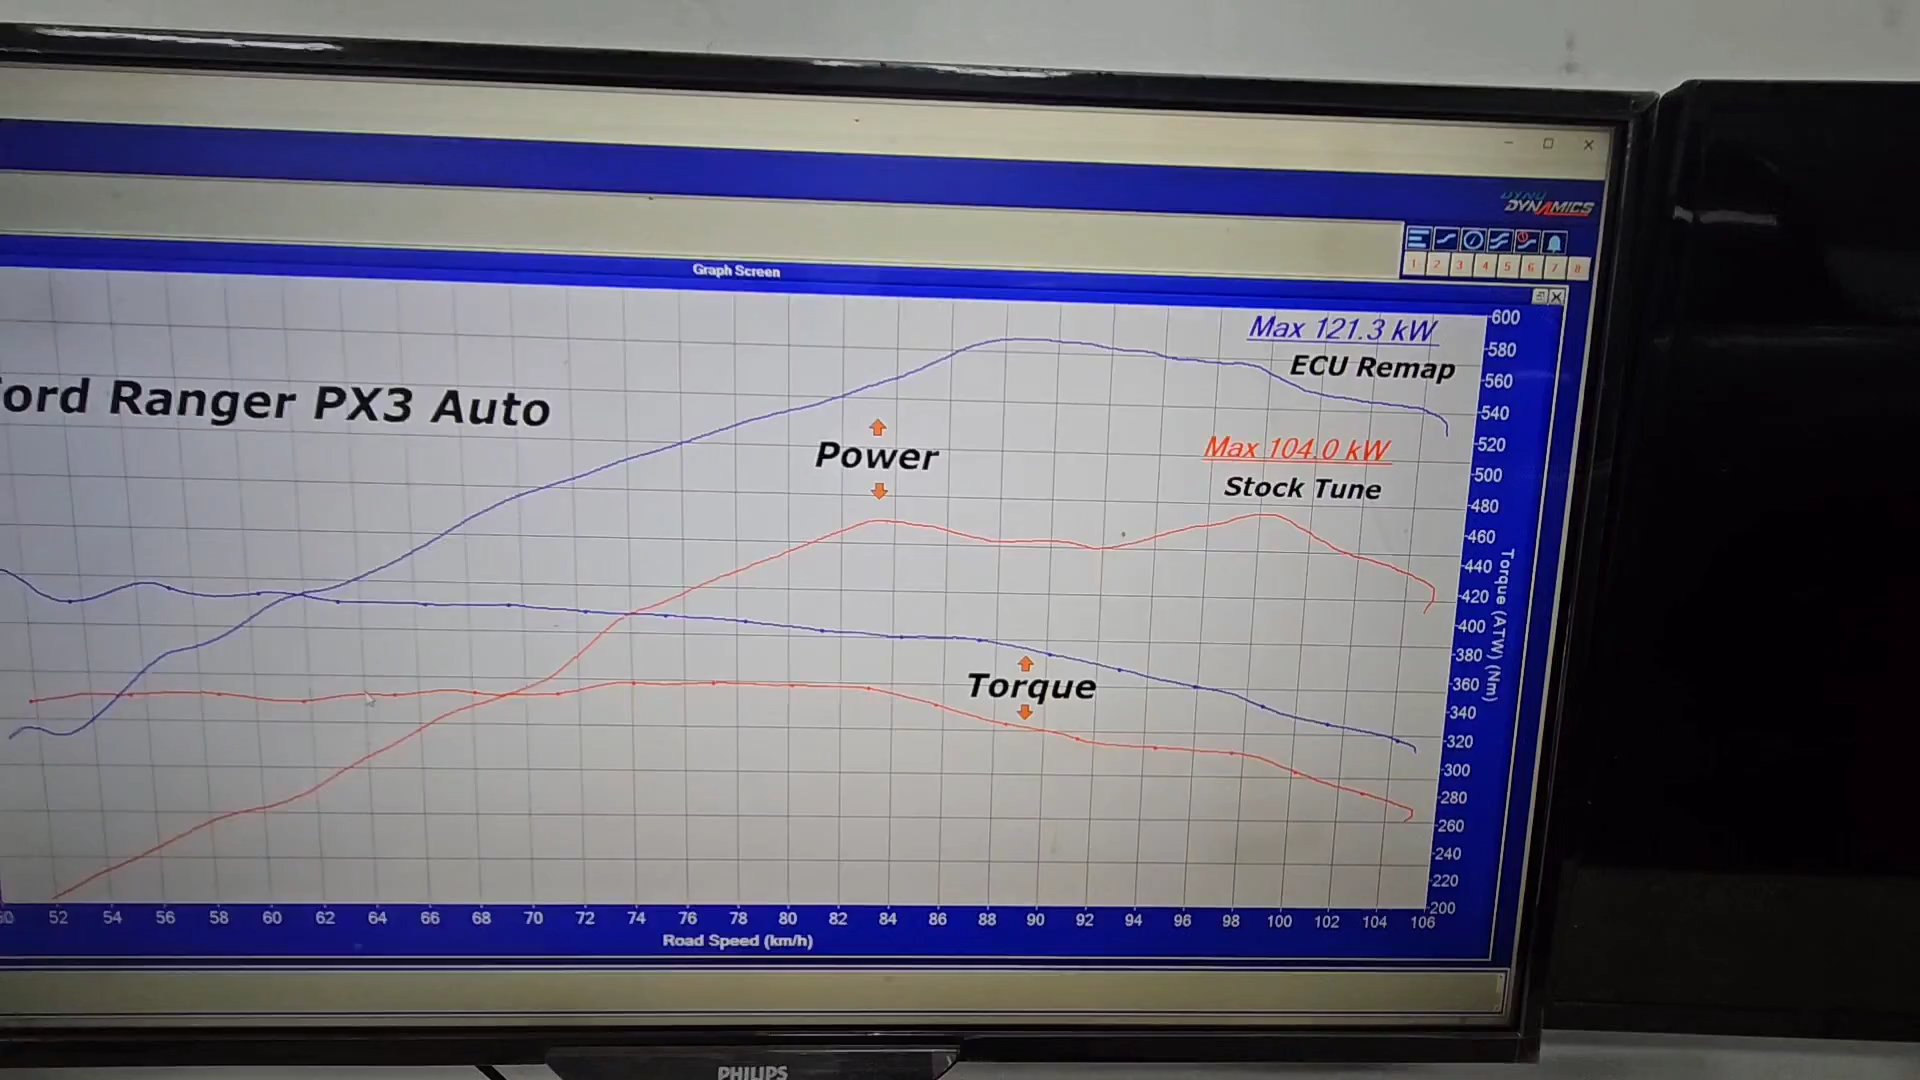 DYNO
DYNAMICS
Graph Screen
1 2 3 4 5 6 7 8
Max 121.3 kW
ECU Remap
ord Ranger PX3 Auto
Power
Max 104.0 kW
Stock Tune
Torque
600
580
560
540
520
500
480
460
440
420
400
380
360
340
320
300
280
260
240
220
200
Torque (ATW) (Nm)
52 54 56 58 60 62 64 66 68 70 72 74 76 78 80 82 84 86 88 90 92 94 96 98 100 102 104 106
Road Speed (km/h)
PHILIPS